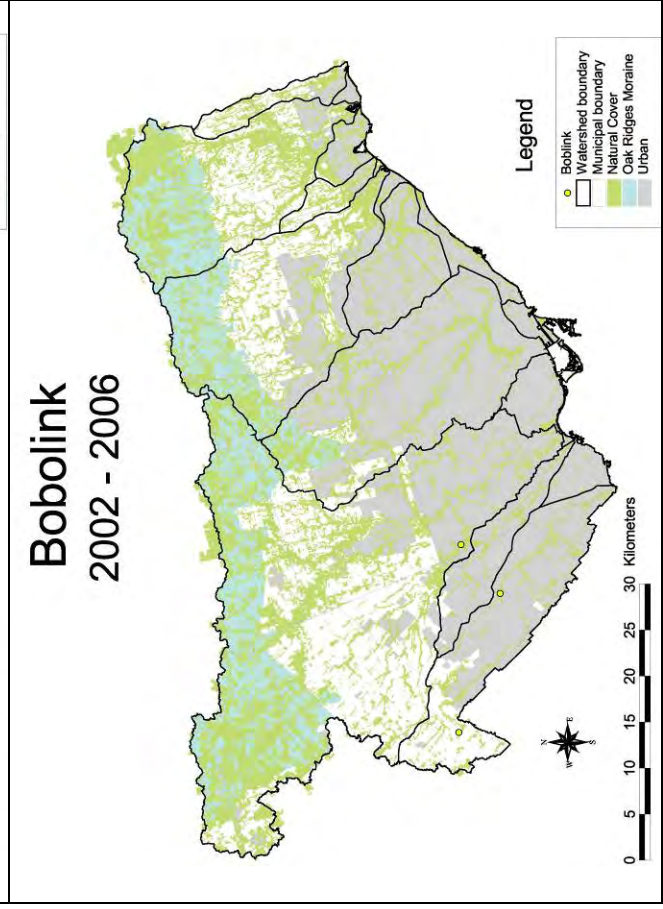 Bobolink
2002 - 2006
Legend
Boblink
Watershed boundary
Municipal boundary
Natural Cover
Oak Ridges Moraine
Urban
N
W E
S
0 5 10 15 20 25 30 Kilometers